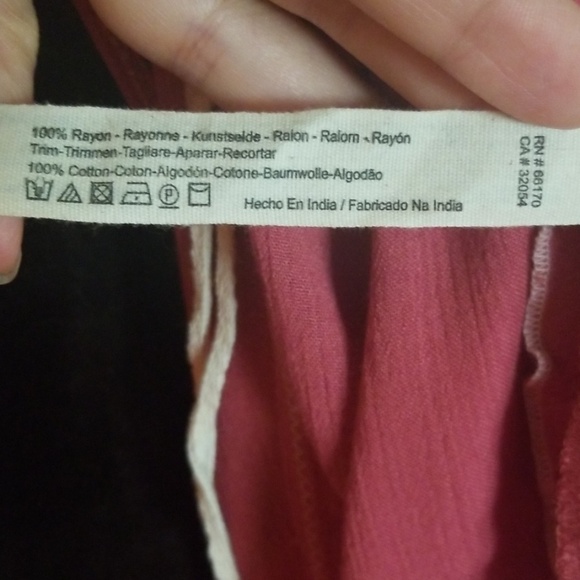 100% Rayon - Rayonne - Kunstseide - Raion - Raiom - Rayón
Trim-Trimmen-Tagliare-Aparar-Recortar
100% Cotton-Coton-Algodón-Cotone-Baumwolle-Algodão
P
Hecho En India / Fabricado Na India
RN # 66170
CA # 32054